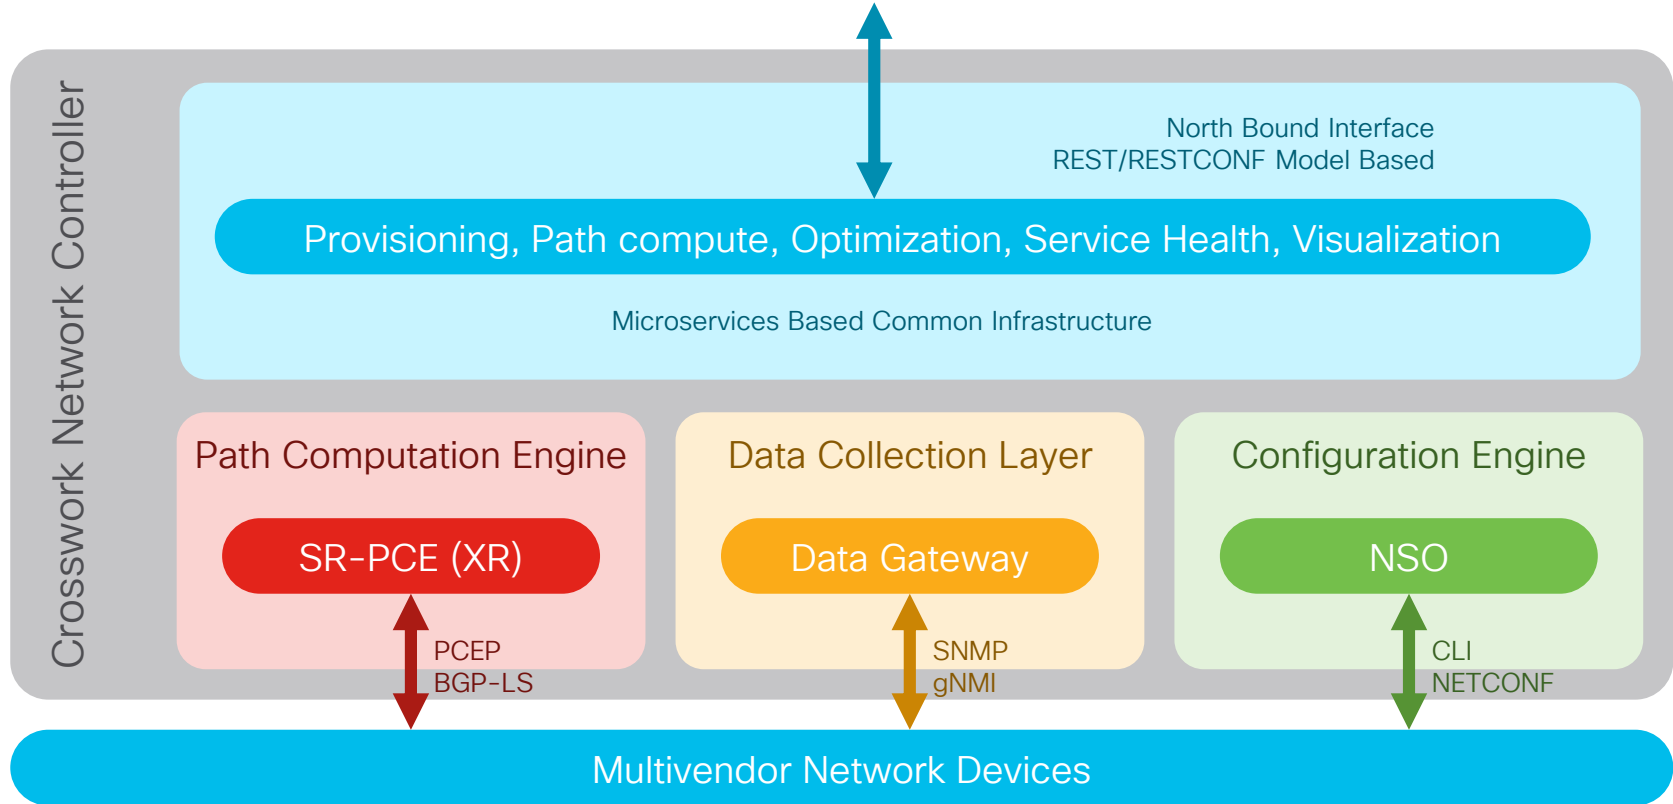 Crosswork Network Controller
North Bound Interface
REST/RESTCONF Model Based
Provisioning, Path compute, Optimization, Service Health, Visualization
Microservices Based Common Infrastructure
Path Computation Engine
SR-PCE (XR)
PCEP
BGP-LS
Data Collection Layer
Data Gateway
SNMP
gNMI
Configuration Engine
NSO
CLI
NETCONF
Multivendor Network Devices